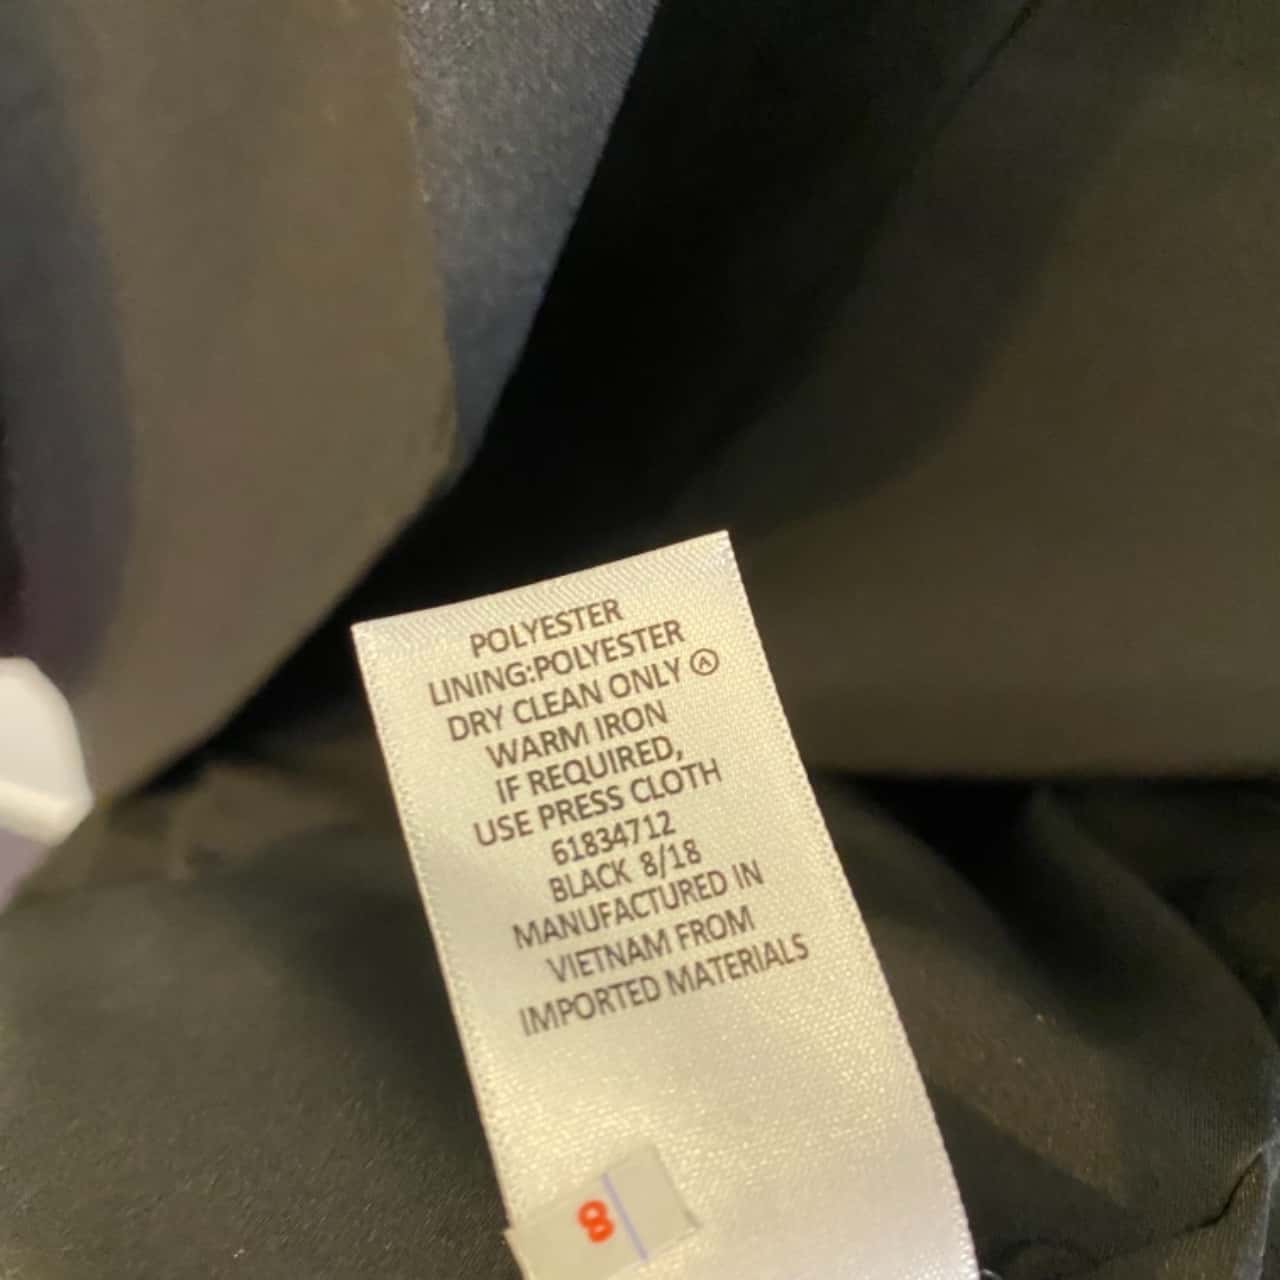 POLYESTER
LINING:POLYESTER
DRY CLEAN ONLY Ⓐ
WARM IRON
IF REQUIRED,
USE PRESS CLOTH
61834712
BLACK 8/18
MANUFACTURED IN
VIETNAM FROM
IMPORTED MATERIALS
8